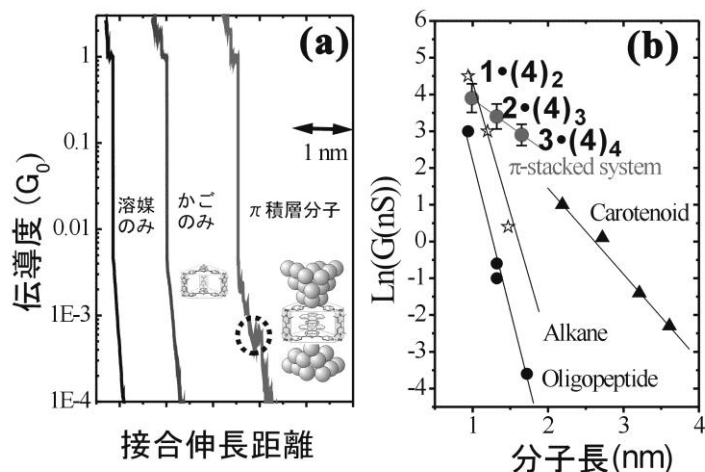 (a)
伝導度 (G₀)
1
0.1
0.01
1E-3
1E-4
溶媒
のみ
かご
のみ
π積層分子
1 nm
接合伸長距離
(b)
Ln(G(nS))
6
5
4
3
2
1
0
-1
-2
-3
-4
1•(4)₂
2•(4)₃
3•(4)₄
π-stacked system
Carotenoid
Alkane
Oligopeptide
1
2
3
4
分子長(nm)